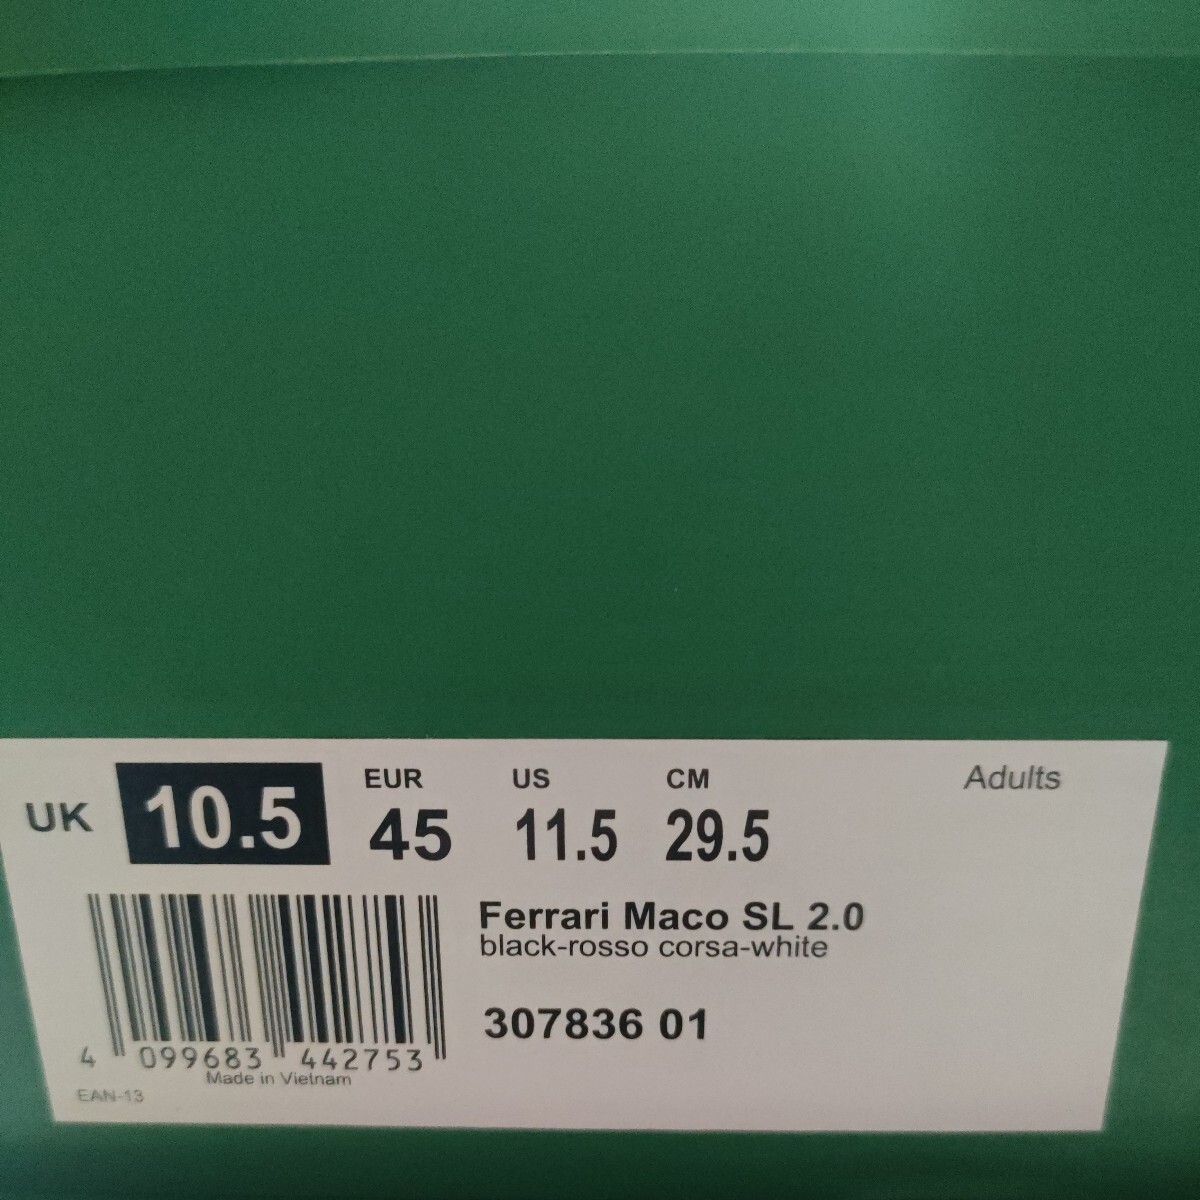 UK 10.5 EUR 45 US 11.5 CM 29.5 Adults
Ferrari Maco SL 2.0
black-rosso corsa-white
307836 01
4 099683 442753
Made in Vietnam
EAN-13